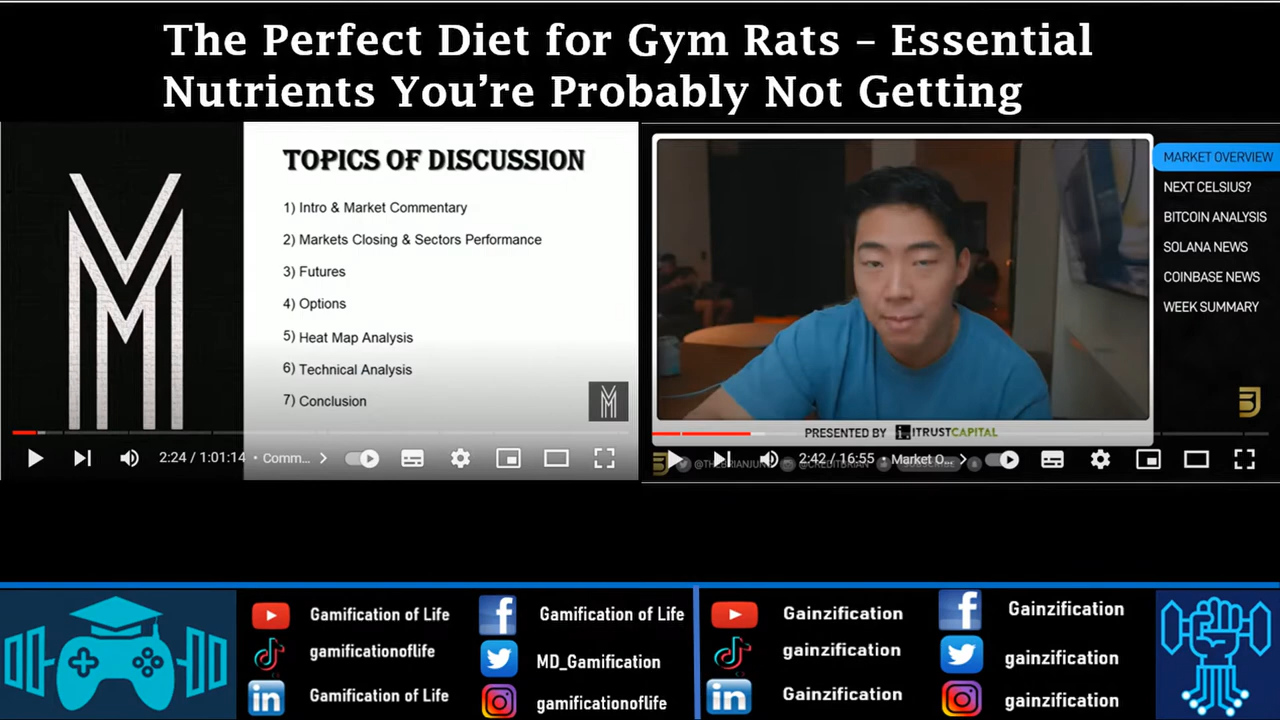 The Perfect Diet for Gym Rats – Essential
Nutrients You’re Probably Not Getting
TOPICS OF DISCUSSION
1) Intro & Market Commentary
2) Markets Closing & Sectors Performance
3) Futures
4) Options
5) Heat Map Analysis
6) Technical Analysis
7) Conclusion
2:24 / 1:01:14 • Comm...
MARKET OVERVIEW
NEXT CELSIUS?
BITCOIN ANALYSIS
SOLANA NEWS
COINBASE NEWS
WEEK SUMMARY
PRESENTED BY ITRUSTCAPITAL
@CREDITBRIAN
2:42 / 16:55 • Market O...
Gamification of Life
gamificationoflife
Gamification of Life
Gamification of Life
MD_Gamification
gamificationoflife
Gainzification
gainzification
Gainzification
Gainzification
gainzification
gainzification